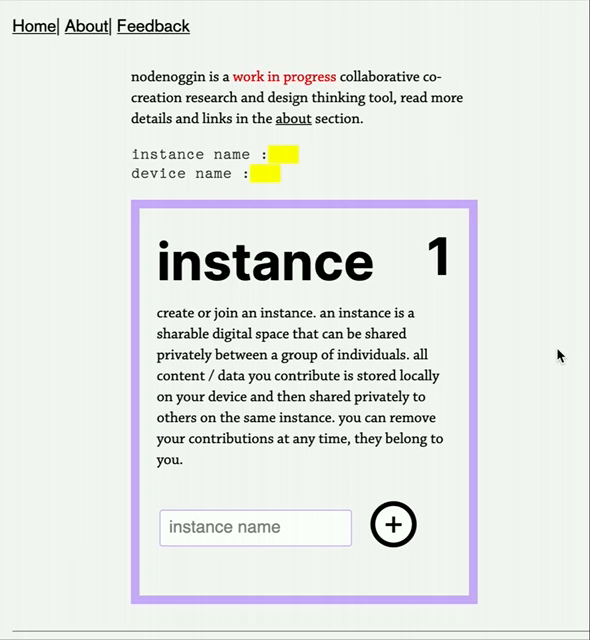 Home| About| Feedback
nodenoggin is a work in progress collaborative co-
creation research and design thinking tool, read more
details and links in the about section.
instance name :
device name :
instance 1
create or join an instance. an instance is a
sharable digital space that can be shared
privately between a group of individuals. all
content / data you contribute is stored locally
on your device and then shared privately to
others on the same instance. you can remove
your contributions at any time, they belong to
you.
instance name +